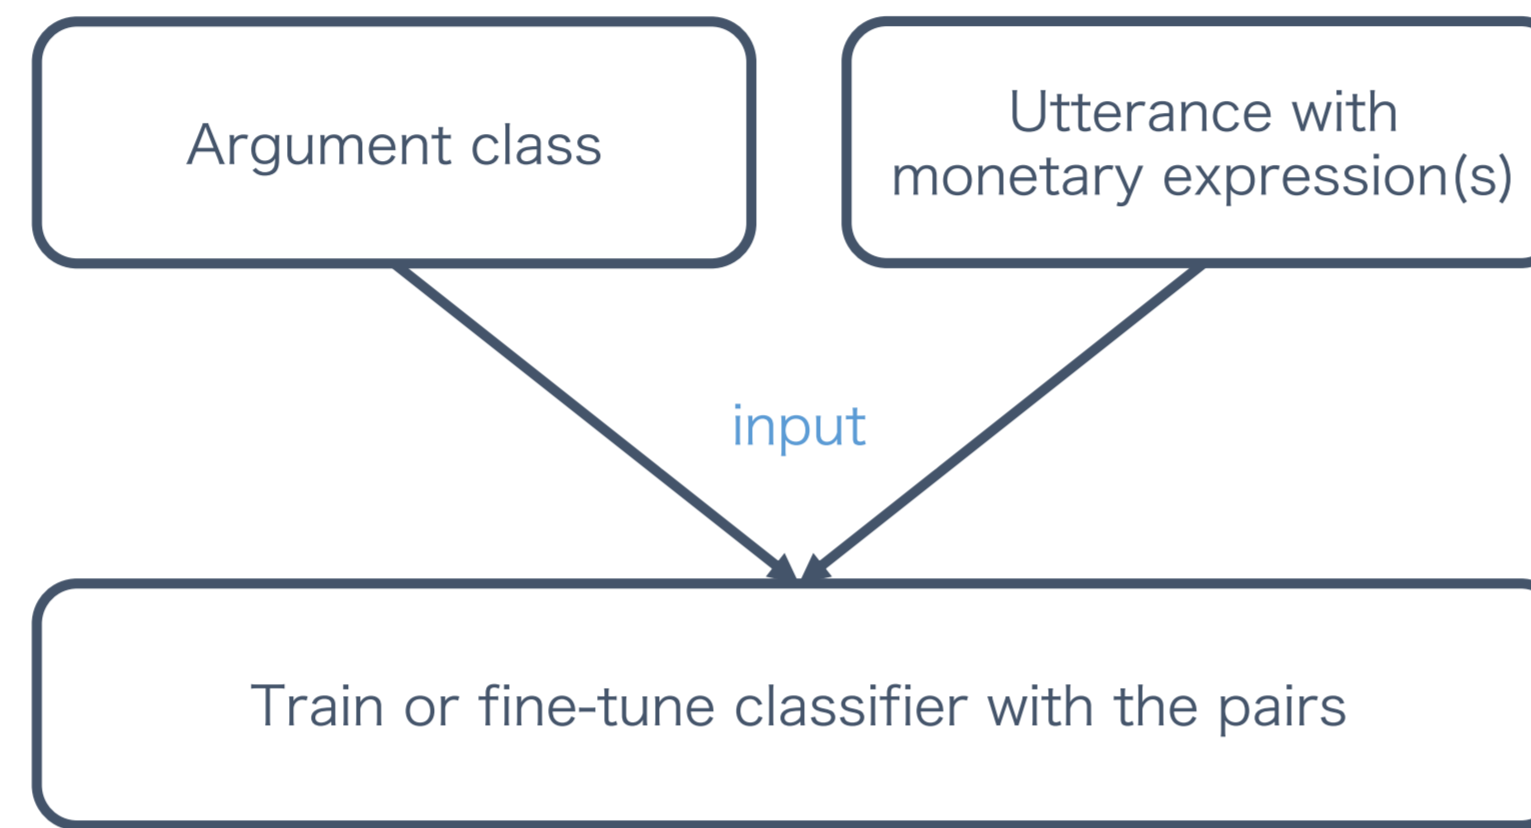 Argument class
Utterance with
monetary expression(s)
input
Train or fine-tune classifier with the pairs